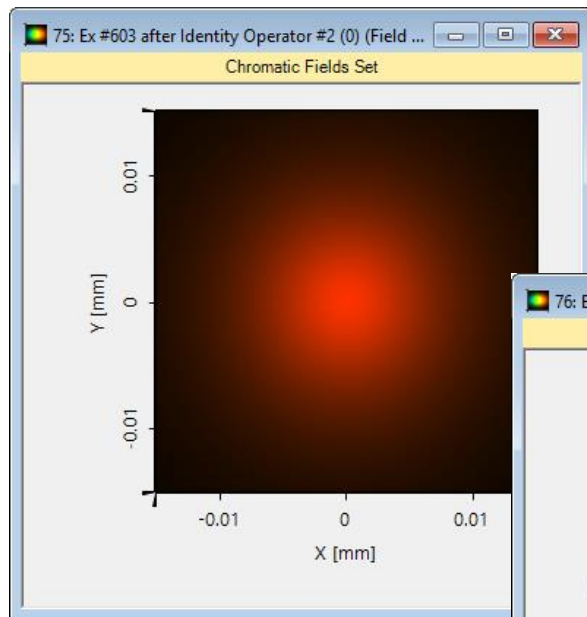 75: Ex #603 after Identity Operator #2 (0) (Field ...
Chromatic Fields Set
0.01
0
-0.01
Y [mm]
-0.01
0
0.01
X [mm]
76: E